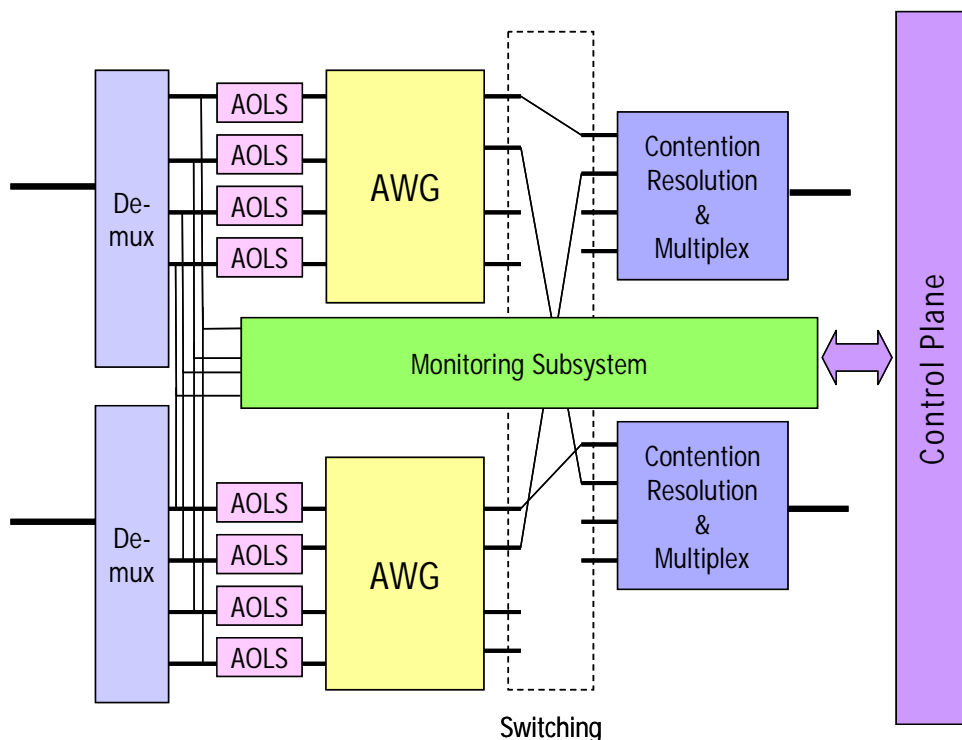 De-
mux
AOLS
AOLS
AOLS
AOLS
AWG
Contention
Resolution
&
Multiplex
Monitoring Subsystem
Control Plane
De-
mux
AOLS
AOLS
AOLS
AOLS
AWG
Contention
Resolution
&
Multiplex
Switching